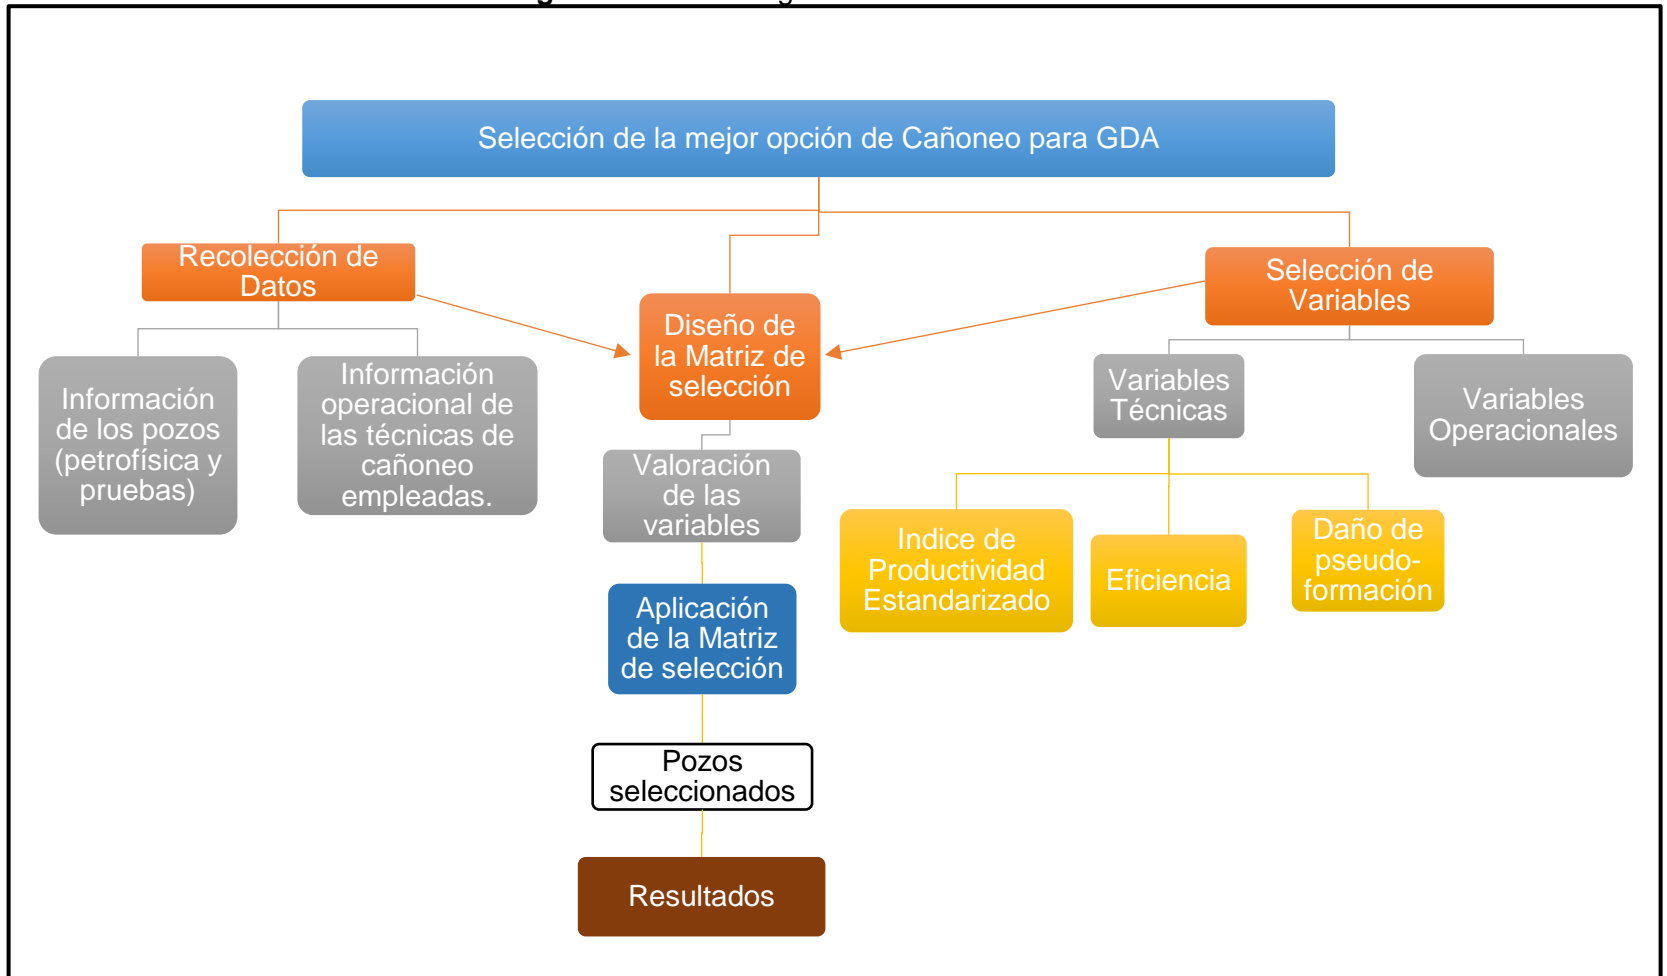 Selección de la mejor opción de Cañoneo para GDA
Recolección de
Datos
Selección de
Variables
Diseño de
la Matriz de
selección
Información
de los pozos
(petrofísica y
pruebas)
Información
operacional de
las técnicas de
cañoneo
empleadas.
Variables
Técnicas
Variables
Operacionales
Valoración
de las
variables
Indice de
Productividad
Estandarizado
Eficiencia
Daño de
pseudo-
formación
Aplicación
de la Matriz
de selección
Pozos
seleccionados
Resultados